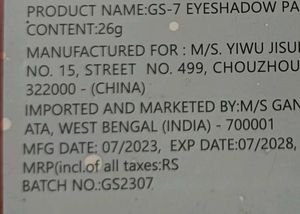 PRODUCT NAME:GS-7 EYESHADOW PA
CONTENT:26g
MANUFACTURED FOR : M/S. YIWU JISU
NO. 15, STREET NO. 499, CHOUZHOU
322000 - (CHINA)
IMPORTED AND MARKETED BY:M/S GAN
ATA, WEST BENGAL (INDIA) - 700001
MFG DATE: 07/2023, EXP DATE:07/2028,
MRP(incl.of all taxes:RS
BATCH NO.:GS2307